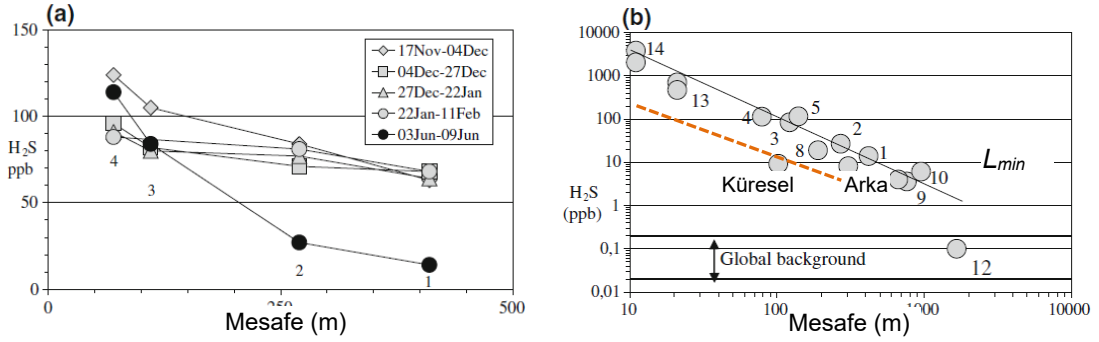 (a)
150
100
50
0
H₂S
ppb
17Nov-04Dec
04Dec-27Dec
27Dec-22Jan
22Jan-11Feb
03Jun-09Jun
4
3
2
1
250
500
Mesafe (m)
(b)
10000
1000
100
10
1
0,1
0,01
H₂S
(ppb)
14
13
4
5
3
2
8
1
10
9
12
Lmin
Küresel Arka
Global background
10 100 1000 10000
Mesafe (m)